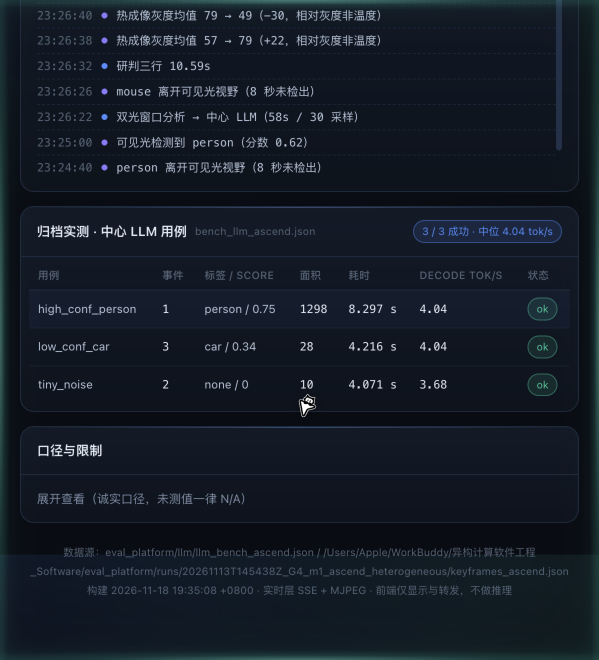 23:26:40 热成像灰度均值 79 → 49 (−30, 相对灰度非温度)
23:26:38 热成像灰度均值 57 → 79 (+22, 相对灰度非温度)
23:26:32 研判三行 10.59s
23:26:26 mouse 离开可见光视野 (8 秒未检出)
23:26:22 双光窗口分析 → 中心 LLM (58s / 30 采样)
23:25:00 可见光检测到 person (分数 0.62)
23:24:40 person 离开可见光视野 (8 秒未检出)
归档实测 · 中心 LLM 用例 bench_llm_ascend.json 3 / 3 成功 · 中位 4.04 tok/s
用例 事件 标签 / SCORE 面积 耗时 DECODE TOK/S 状态
high_conf_person 1 person / 0.75 1298 8.297 s 4.04 ok
low_conf_car 3 car / 0.34 28 4.216 s 4.04 ok
tiny_noise 2 none / 0 10 4.071 s 3.68 ok
口径与限制
展开查看（诚实口径，未测值一律 N/A）
数据源: eval_platform/llm/llm_bench_ascend.json / /Users/Apple/WorkBuddy/异构计算软件工程
_Software/eval_platform/runs/20261113T145438Z_G4_m1_ascend_heterogeneous/keyframes_ascend.json
构建 2026-11-18 19:35:08 +0800 · 实时层 SSE + MJPEG · 前端仅显示与转发，不做推理